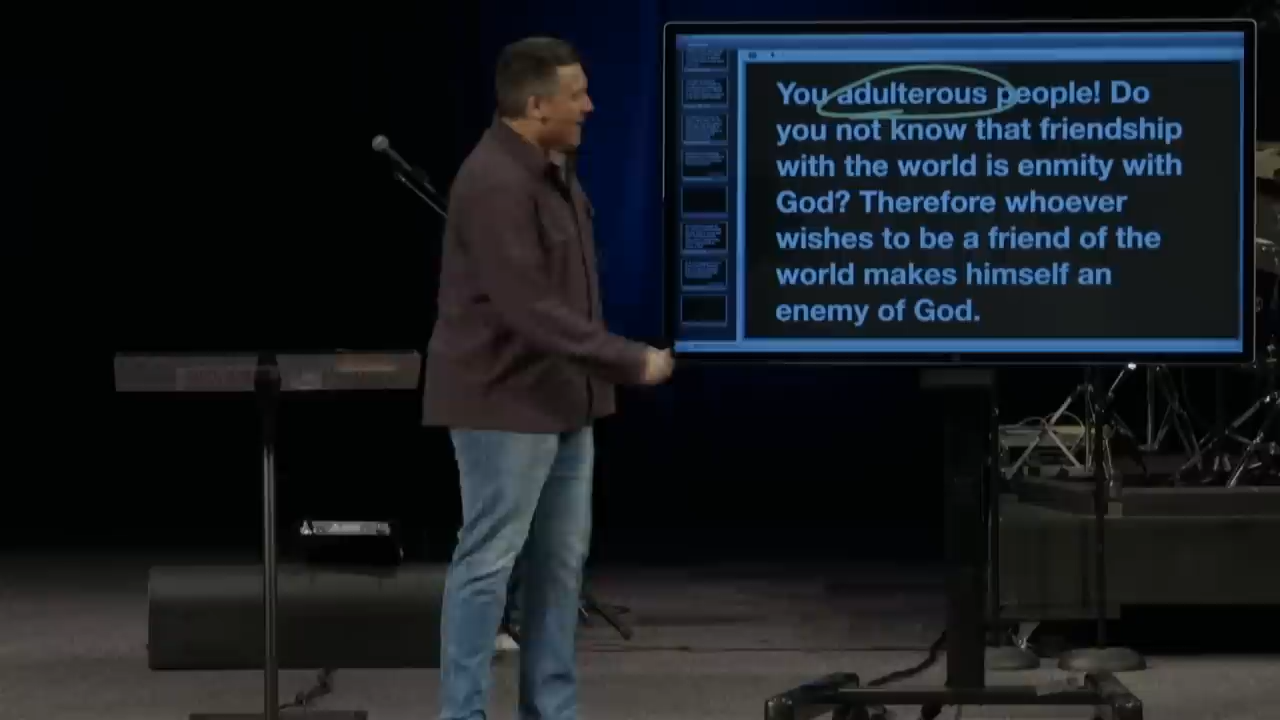 You adulterous people! Do
you not know that friendship
with the world is enmity with
God? Therefore whoever
wishes to be a friend of the
world makes himself an
enemy of God.